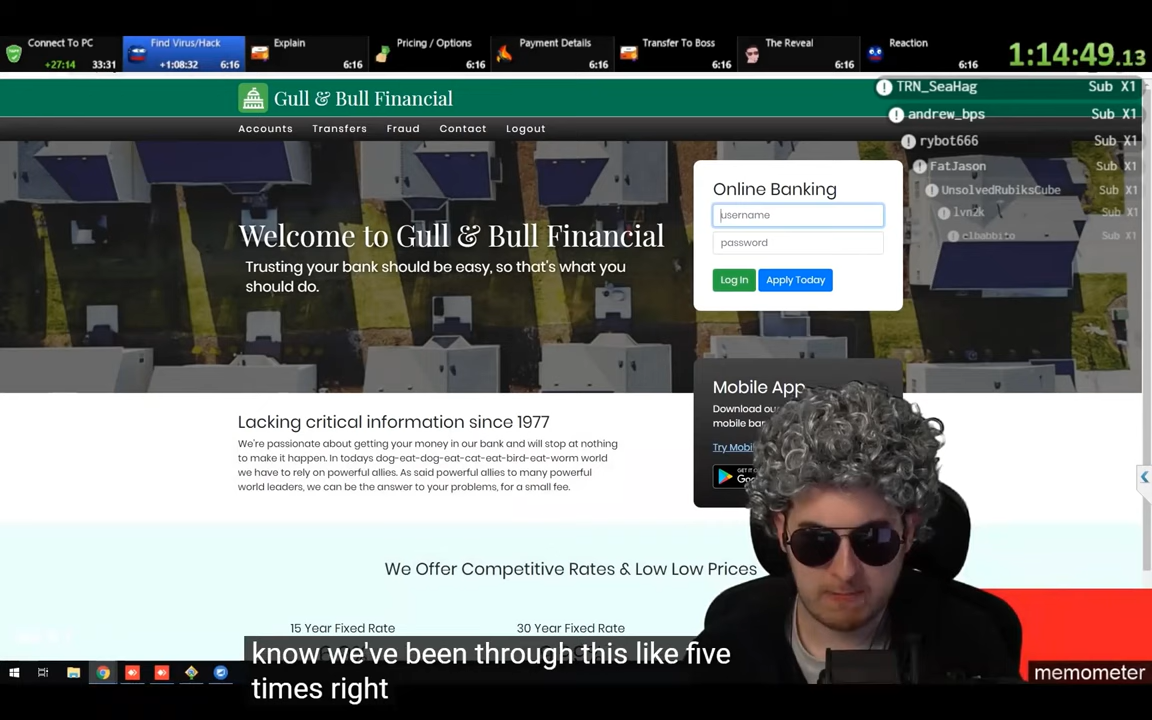 Connect To PC
+27:14 33:31
Find Virus/Hack
+1:08:32 6:16
Explain
6:16
Pricing / Options
6:16
Payment Details
6:16
Transfer To Boss
6:16
The Reveal
6:16
Reaction
6:16
1:14:49.13
TRN_SeaHag Sub X1
andrew_bps Sub X1
rybot666 Sub X1
FatJason Sub X1
UnsolvedRubiksCube Sub X1
lvn2k Sub X1
clbabbito Sub X1
Gull & Bull Financial
Accounts Transfers Fraud Contact Logout
Welcome to Gull & Bull Financial
Trusting your bank should be easy, so that's what you
should do.
Online Banking
username
password
Log In Apply Today
Mobile App
Download ou
mobile ba
Try Mobi
GET IT
Goo
Lacking critical information since 1977
We're passionate about getting your money in our bank and will stop at nothing
to make it happen. In todays dog-eat-dog-eat-cat-eat-bird-eat-worm world
we have to rely on powerful allies. As said powerful allies to many powerful
world leaders, we can be the answer to your problems, for a small fee.
We Offer Competitive Rates & Low Low Prices
15 Year Fixed Rate 30 Year Fixed Rate
know we've been through this like five
times right
memometer